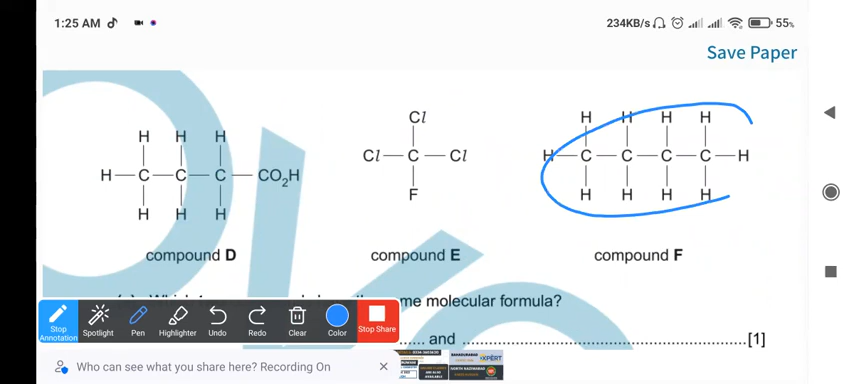 1:25 AM
234KB/s
55%
Save Paper
H H H
H C C C CO2H
H H H
Cl
Cl C Cl
F
H H H H
H C C C C H
H H H H
compound D compound E compound F
me molecular formula?
and [1]
Stop Annotation
Spotlight
Pen
Highlighter
Undo
Redo
Clear
Color
Stop Share
Who can see what you share here? Recording On